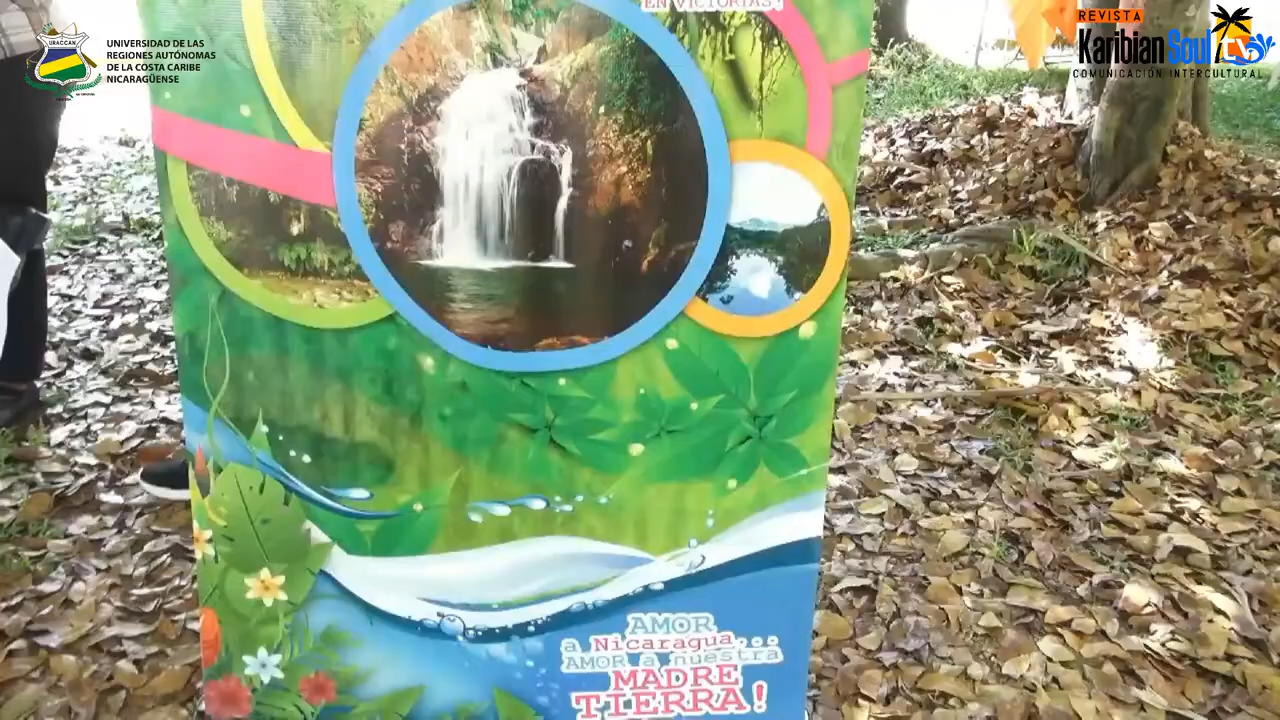 EN VICTORIAS!
URACCAN
UNIVERSIDAD DE LAS
REGIONES AUTÓNOMAS
DE LA COSTA CARIBE
NICARAGÜENSE
REVISTA
Karibian Soul tv
COMUNICACIÓN INTERCULTURAL
AMOR
a Nicaragua...
AMOR a nuestra
MADRE
TIERRA!